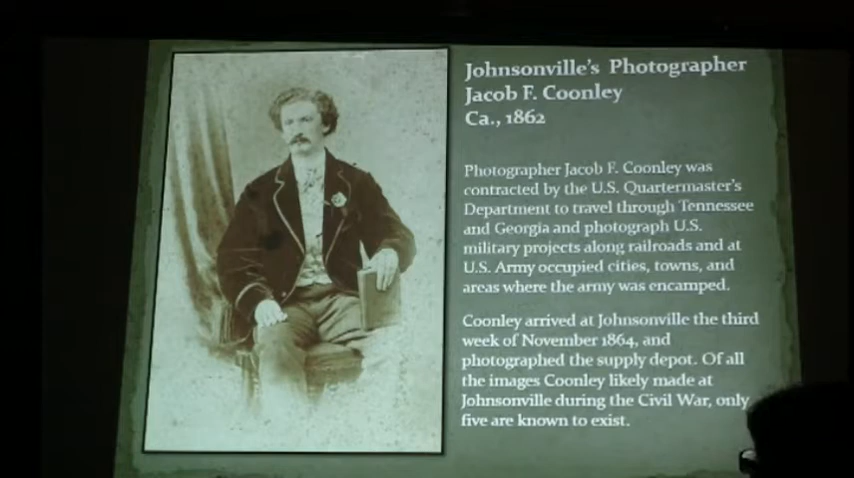 Johnsonville's Photographer
Jacob F. Coonley
Ca., 1862
Photographer Jacob F. Coonley was
contracted by the U.S. Quartermaster's
Department to travel through Tennessee
and Georgia and photograph U.S.
military projects along railroads and at
U.S. Army occupied cities, towns, and
areas where the army was encamped.
Coonley arrived at Johnsonville the third
week of November 1864, and
photographed the supply depot. Of all
the images Coonley likely made at
Johnsonville during the Civil War, only
five are known to exist.